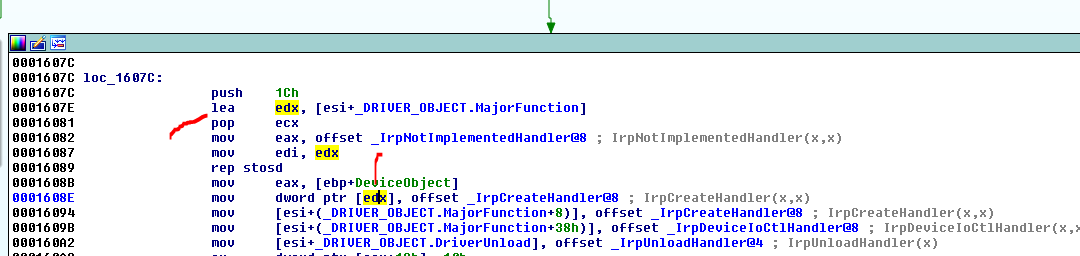 0001607C
0001607C loc_1607C:
0001607C push 1Ch
0001607E lea edx, [esi+_DRIVER_OBJECT.MajorFunction]
00016081 pop ecx
00016082 mov eax, offset _IrpNotImplementedHandler@8 ; IrpNotImplementedHandler(x,x)
00016087 mov edi, edx
00016089 rep stosd
0001608B mov eax, [ebp+DeviceObject]
0001608E mov dword ptr [edx], offset _IrpCreateHandler@8 ; IrpCreateHandler(x,x)
00016094 mov [esi+(_DRIVER_OBJECT.MajorFunction+8)], offset _IrpCreateHandler@8 ; IrpCreateHandler(x,x)
0001609B mov [esi+(_DRIVER_OBJECT.MajorFunction+38h)], offset _IrpDeviceIoCtlHandler@8 ; IrpDeviceIoCtlHandler(x,x)
000160A2 mov [esi+_DRIVER_OBJECT.DriverUnload], offset _IrpUnloadHandler@4 ; IrpUnloadHandler(x)